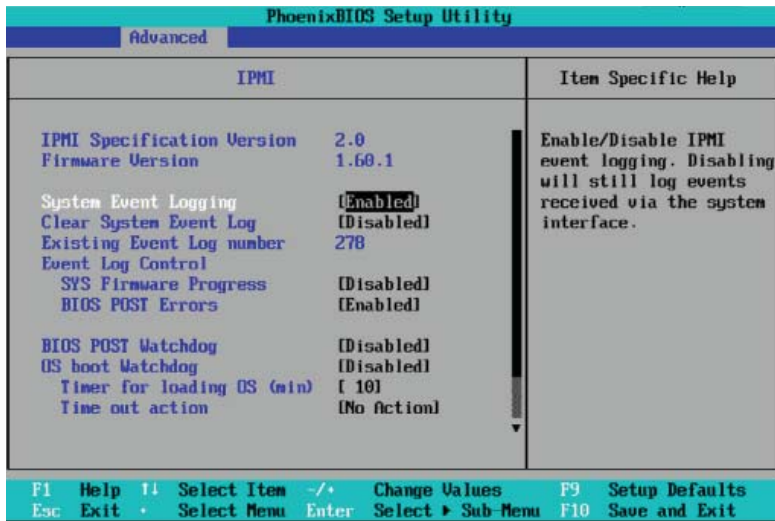 PhoenixBIOS Setup Utility
Advanced
IPMI
Item Specific Help
IPMI Specification Version 2.0
Firmware Version 1.60.1
System Event Logging [Enabled]
Clear System Event Log [Disabled]
Existing Event Log number 278
Event Log Control
SYS Firmware Progress [Disabled]
BIOS POST Errors [Enabled]
BIOS POST Watchdog [Disabled]
OS boot Watchdog [Disabled]
Timer for loading OS (min) [ 10]
Time out action [No Action]
Enable/Disable IPMI
event logging. Disabling
will still log events
received via the system
interface.
F1 Help ↑↓ Select Item -/+ Change Values F9 Setup Defaults
Esc Exit Select Menu Enter Select ▶ Sub-Menu F10 Save and Exit